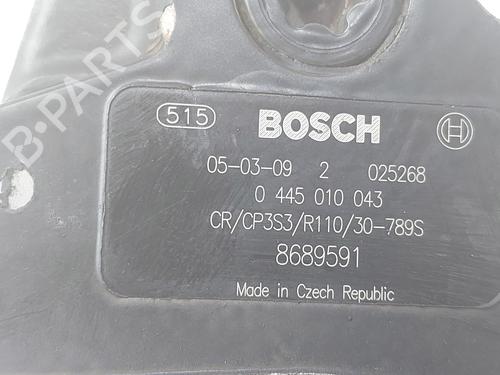 B-PARTS
515 BOSCH
05-03-09 2 025268
0 445 010 043
CR/CP3S3/R110/30-789S
8689591
Made in Czech Republic